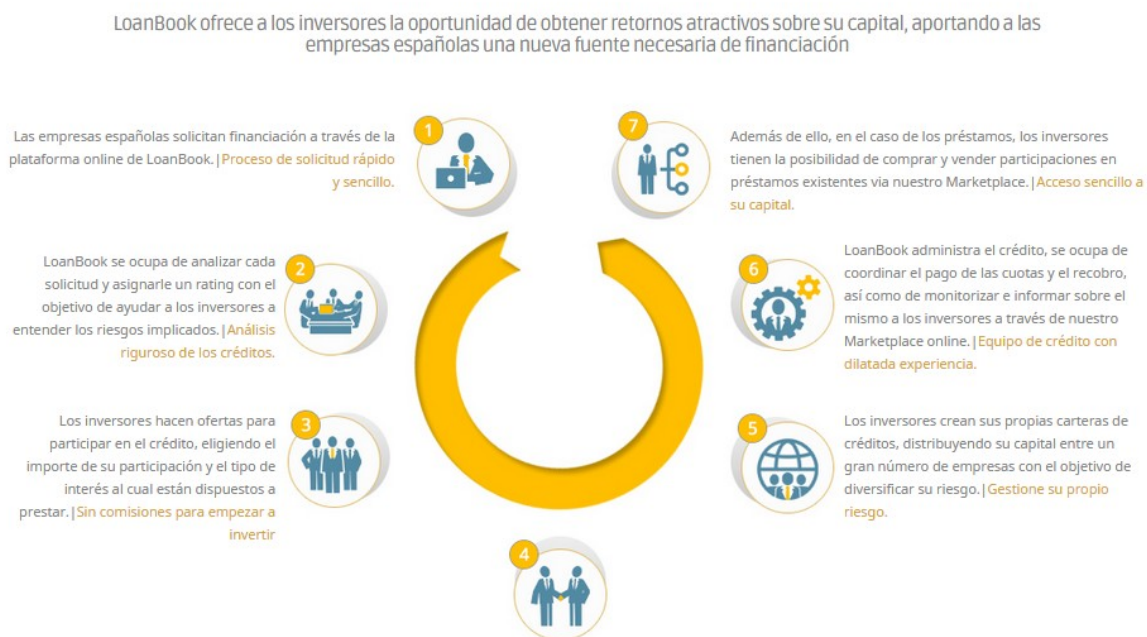 LoanBook ofrece a los inversores la oportunidad de obtener retornos atractivos sobre su capital, aportando a las
empresas españolas una nueva fuente necesaria de financiación
1
Las empresas españolas solicitan financiación a través de la
plataforma online de LoanBook.|Proceso de solicitud rápido
y sencillo.
2
LoanBook se ocupa de analizar cada
solicitud y asignarle un rating con el
objetivo de ayudar a los inversores a
entender los riesgos implicados.|Análisis
riguroso de los créditos.
3
Los inversores hacen ofertas para
participar en el crédito, eligiendo el
importe de su participación y el tipo de
interés al cual están dispuestos a
prestar.|Sin comisiones para empezar a
invertir
4
5
Los inversores crean sus propias carteras de
créditos, distribuyendo su capital entre un
gran número de empresas con el objetivo de
diversificar su riesgo.|Gestione su propio
riesgo.
6
LoanBook administra el crédito, se ocupa de
coordinar el pago de las cuotas y el recobro,
así como de monitorizar e informar sobre el
mismo a los inversores a través de nuestro
Marketplace online.|Equipo de crédito con
dilatada experiencia.
7
Además de ello, en el caso de los préstamos, los inversores
tienen la posibilidad de comprar y vender participaciones en
préstamos existentes via nuestro Marketplace.|Acceso sencillo a
su capital.